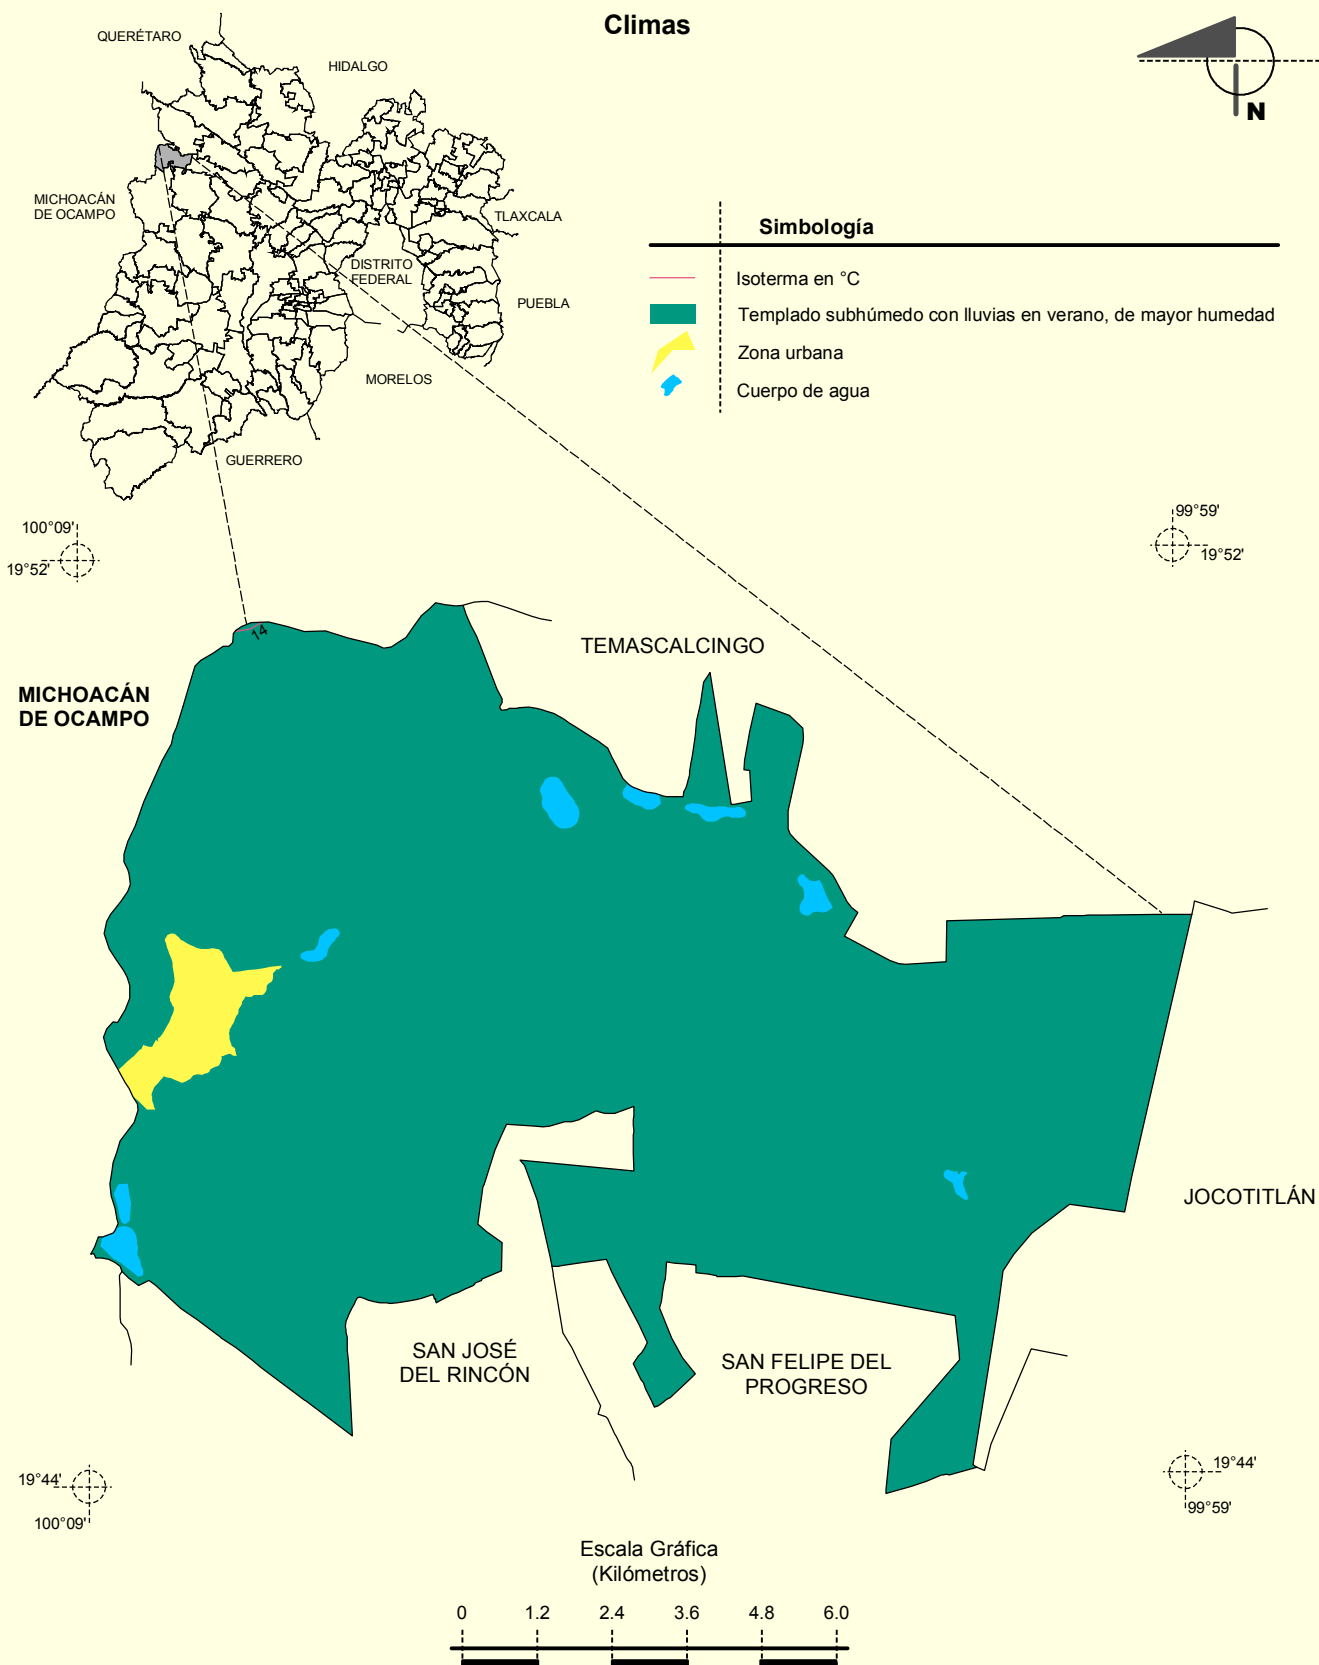 Climas
QUERÉTARO
HIDALGO
N
MICHOACÁN
DE OCAMPO
TLAXCALA
DISTRITO
FEDERAL
PUEBLA
MORELOS
GUERRERO
Simbología
Isoterma en °C
Templado subhúmedo con lluvias en verano, de mayor humedad
Zona urbana
Cuerpo de agua
100°09'
19°52'
99°59'
19°52'
14
TEMASCALCINGO
MICHOACÁN
DE OCAMPO
JOCOTITLÁN
SAN JOSÉ
DEL RINCÓN
SAN FELIPE DEL
PROGRESO
19°44'
100°09'
19°44'
99°59'
Escala Gráfica
(Kilómetros)
0 1.2 2.4 3.6 4.8 6.0